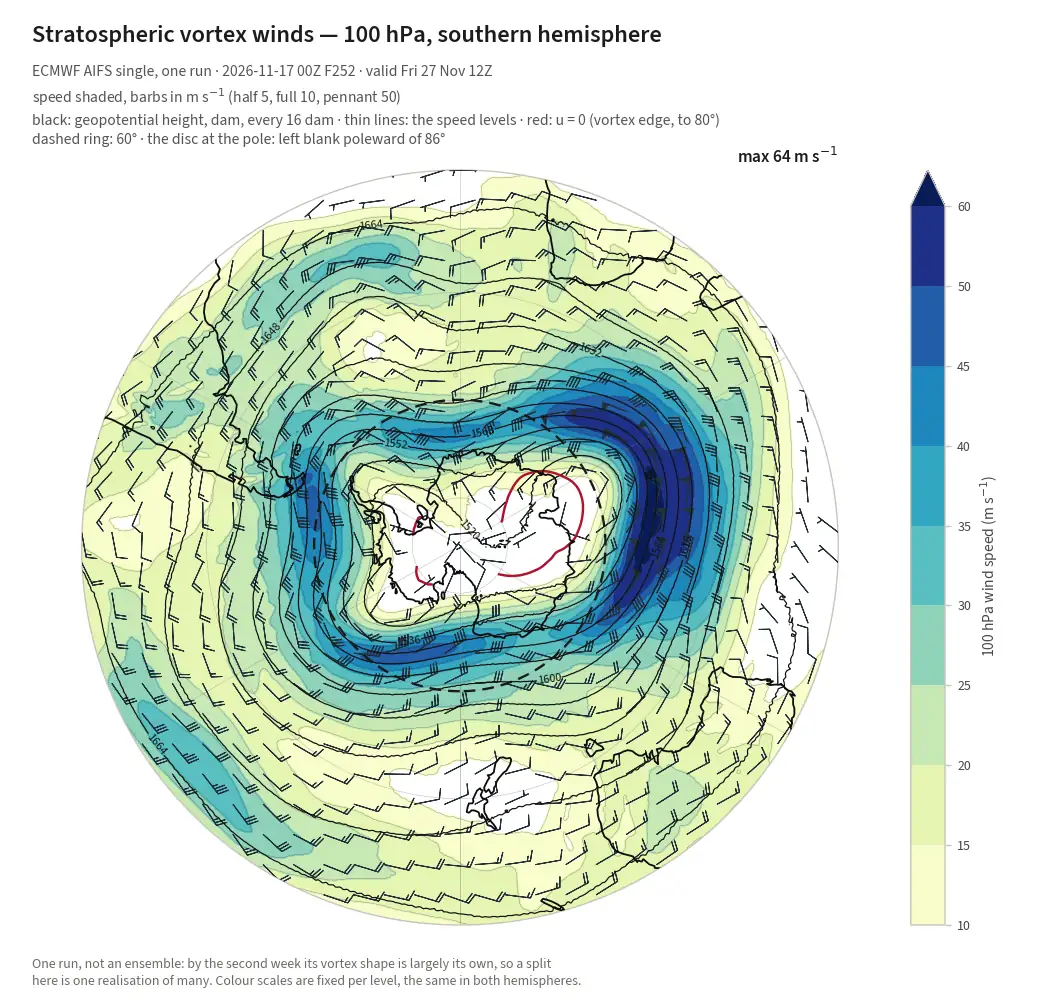 Stratospheric vortex winds — 100 hPa, southern hemisphere
ECMWF AIFS single, one run · 2026-11-17 00Z F252 · valid Fri 27 Nov 12Z
speed shaded, barbs in m s−1 (half 5, full 10, pennant 50)
black: geopotential height, dam, every 16 dam · thin lines: the speed levels · red: u = 0 (vortex edge, to 80°)
dashed ring: 60° · the disc at the pole: left blank poleward of 86°
max 64 m s−1
60
50
45
40
35
30
25
20
15
10
100 hPa wind speed (m s−1)
1664
1648
1632
1552
1568
1520
1536
1600
1664
One run, not an ensemble: by the second week its vortex shape is largely its own, so a split
here is one realisation of many. Colour scales are fixed per level, the same in both hemispheres.